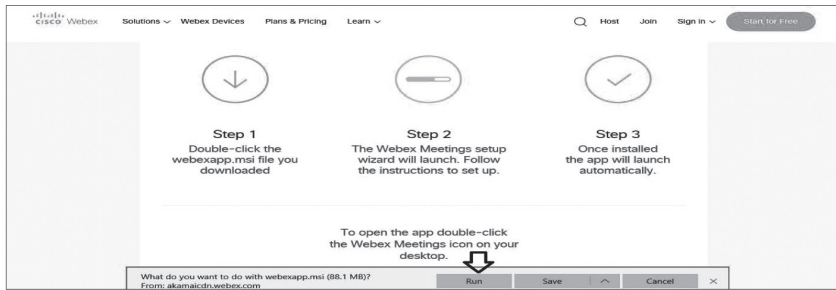 cisco Webex Solutions Webex Devices Plans & Pricing Learn Host Join Sign in Start for Free
Step 1
Double-click the
webexapp.msi file you
downloaded
Step 2
The Webex Meetings setup
wizard will launch. Follow
the instructions to set up.
Step 3
Once installed
the app will launch
automatically.
To open the app double-click
the Webex Meetings icon on your
desktop.
What do you want to do with webexapp.msi (88.1 MB)?
From: akamaicdn.webex.com
Run Save Cancel